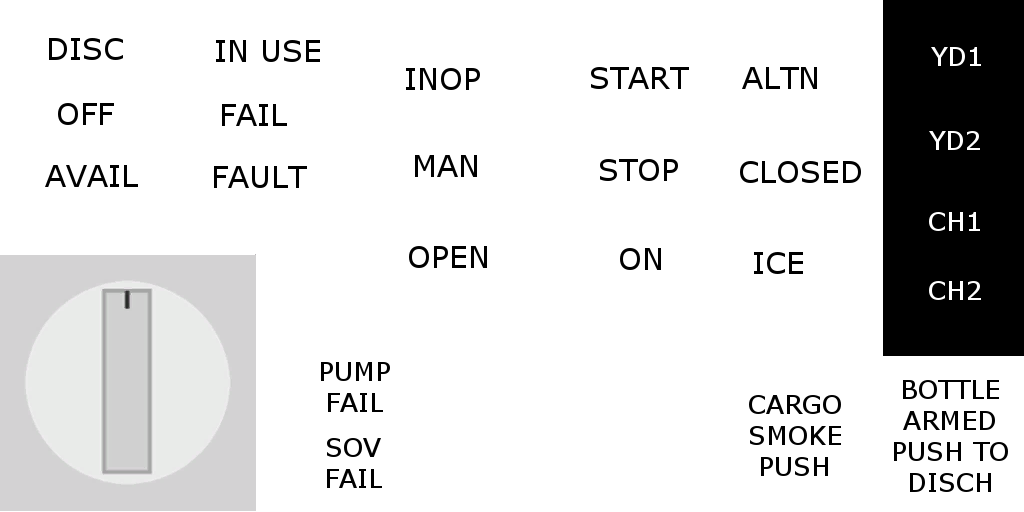 DISC
OFF
AVAIL
IN USE
FAIL
FAULT
INOP
MAN
OPEN
START
STOP
ON
ALTN
CLOSED
ICE
YD1
YD2
CH1
CH2
PUMP
FAIL
SOV
FAIL
CARGO
SMOKE
PUSH
BOTTLE
ARMED
PUSH TO
DISCH